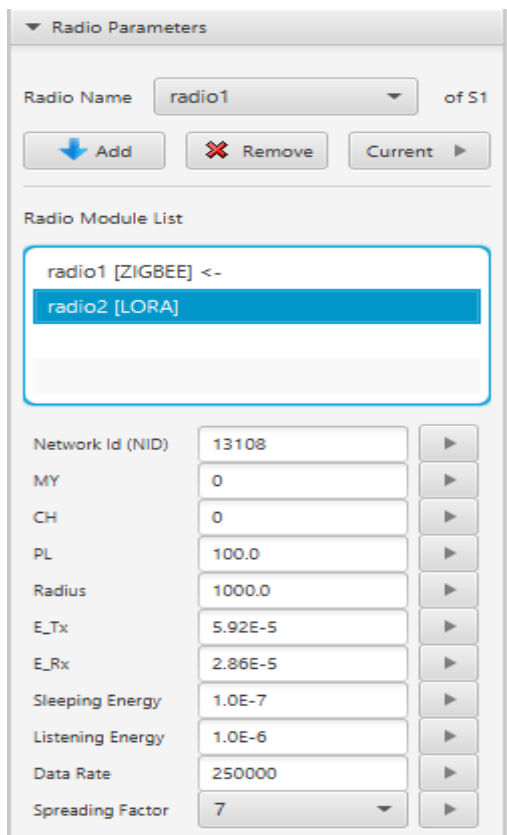 Radio Parameters
Radio Name radio1 of S1
Add Remove Current
Radio Module List
radio1 [ZIGBEE] <-
radio2 [LORA]
Network Id (NID) 13108
MY 0
CH 0
PL 100.0
Radius 1000.0
E_Tx 5.92E-5
E_Rx 2.86E-5
Sleeping Energy 1.0E-7
Listening Energy 1.0E-6
Data Rate 250000
Spreading Factor 7